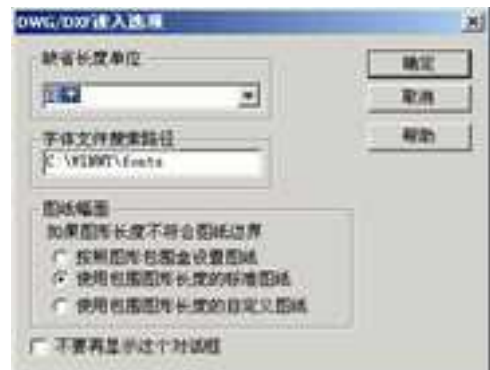 DWG/DXF读入选项
缺省长度单位
确定
取消
字体文件搜索路径
帮助
C:\WINNT\fonts
图纸幅面
如果图形长度不符合图纸边界
按照图形包围盒设置图纸
使用包围图形长度的标准图纸
使用包围图形长度的自定义图纸
不要再显示这个对话框